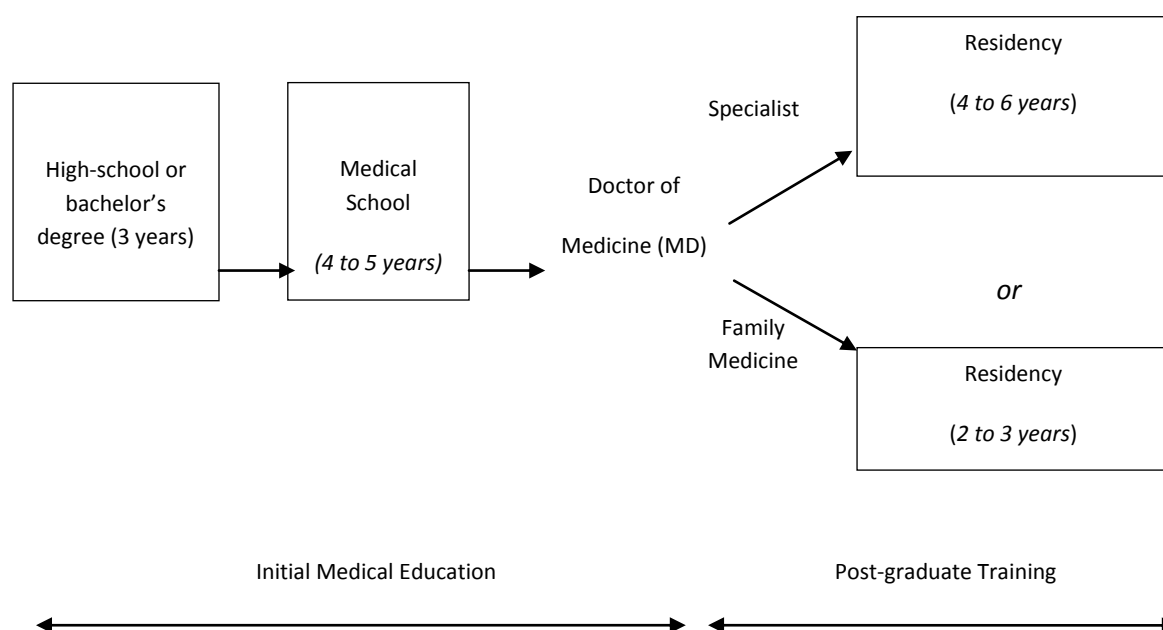 High-school or
bachelor's
degree (3 years)
Medical
School
(4 to 5 years)
Doctor of
Medicine (MD)
Specialist
Residency
(4 to 6 years)
or
Family
Medicine
Residency
(2 to 3 years)
Initial Medical Education
Post-graduate Training